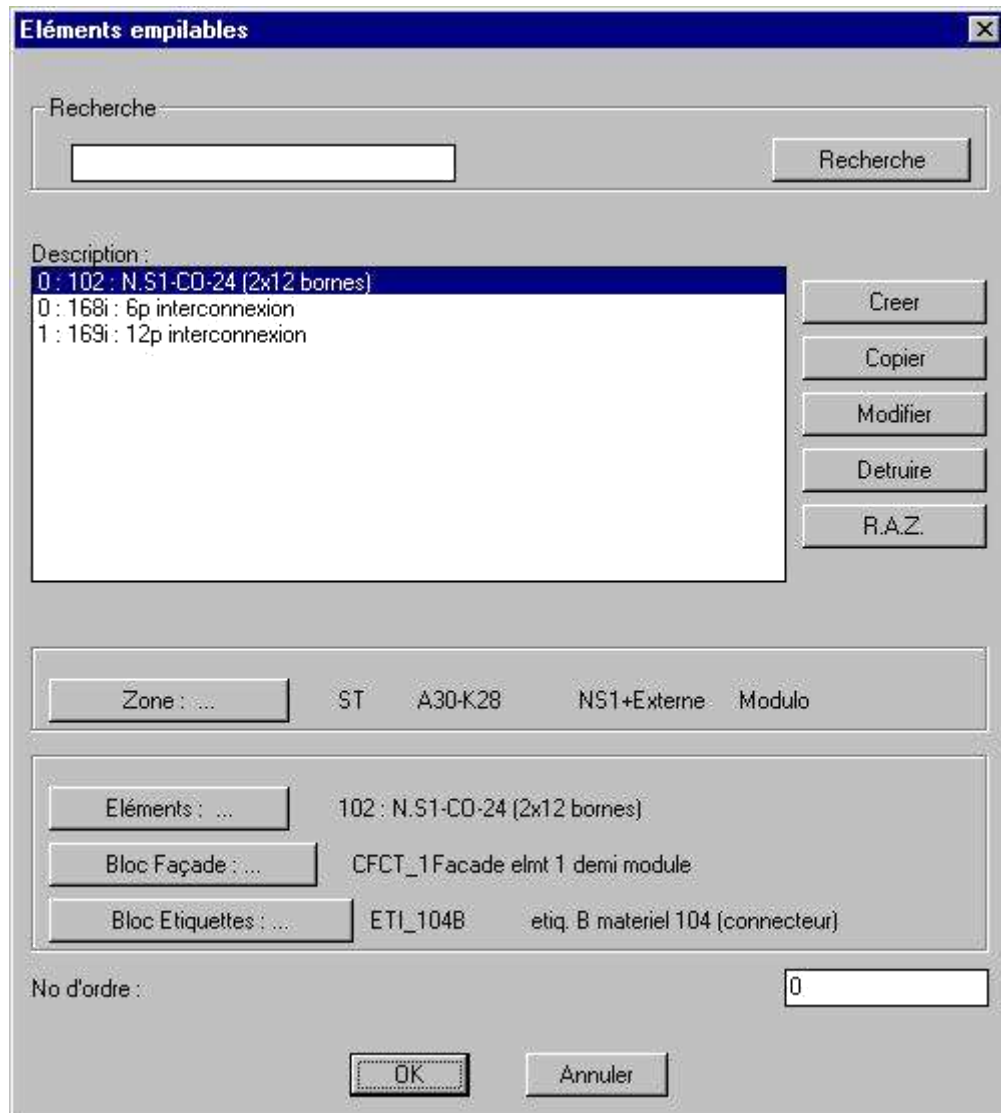 Eléments empilables
Recherche
Recherche
Description :
0 : 102 : N.S1-CO-24 (2x12 bornes)
0 : 168i : 6p interconnexion
1 : 169i : 12p interconnexion
Creer
Copier
Modifier
Detruire
R.A.Z.
Zone : ... ST A30-K28 NS1+Externe Modulo
Eléments : ... 102 : N.S1-CO-24 (2x12 bornes)
Bloc Façade : ... CFCT_1Facade elmt 1 demi module
Bloc Etiquettes : ... ETI_104B etiq. B materiel 104 (connecteur)
No d'ordre : 0
OK Annuler